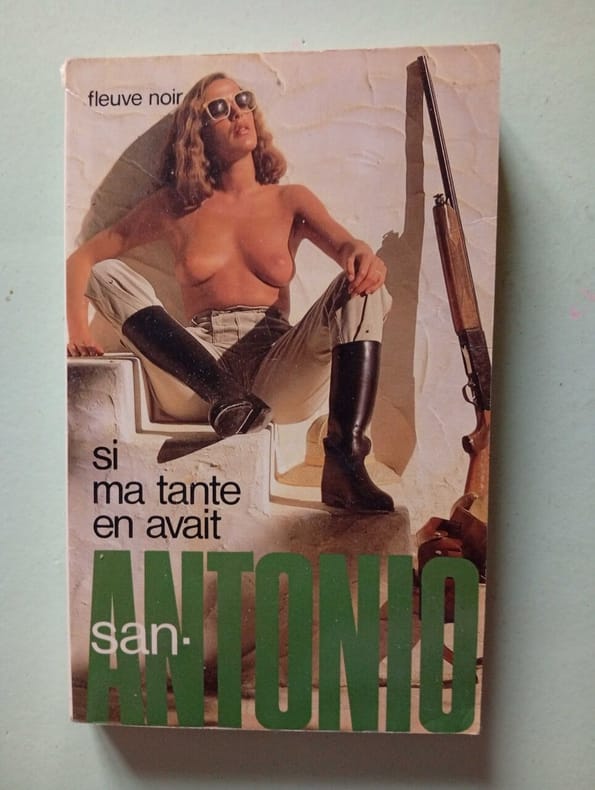 fleuve noir
si
ma tante
en avait
san-
ANTONIO